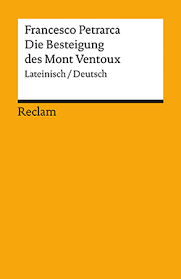 Francesco Petrarca
Die Besteigung
des Mont Ventoux
Lateinisch / Deutsch
Reclam